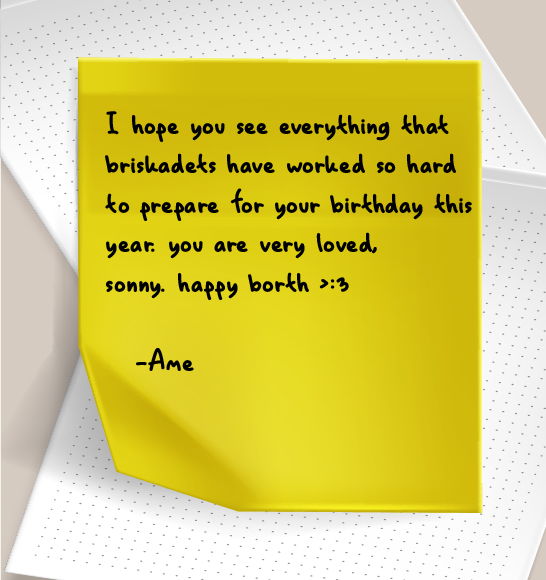 I hope you see everything that
briskadets have worked so hard
to prepare for your birthday this
year. you are very loved,
sonny. happy borth >:3
-Ame